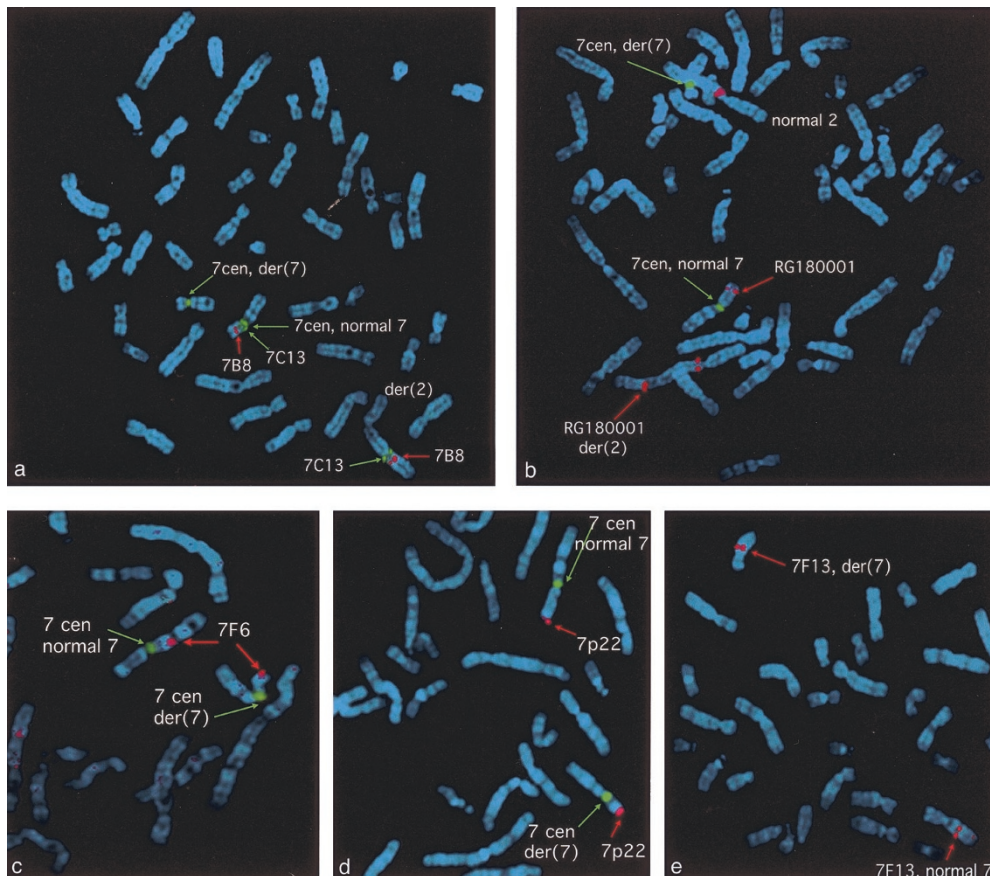 7cen, der(7)
7cen, normal 7
7C13
7B8
der(2)
7C13
7B8
a
7cen, der(7)
normal 2
7cen, normal 7
RG180001
RG180001
der(2)
b
7 cen
normal 7
7F6
7 cen
der(7)
c
7 cen
normal 7
7p22
7 cen
der(7)
7p22
d
7F13, der(7)
7F13, normal 7
e